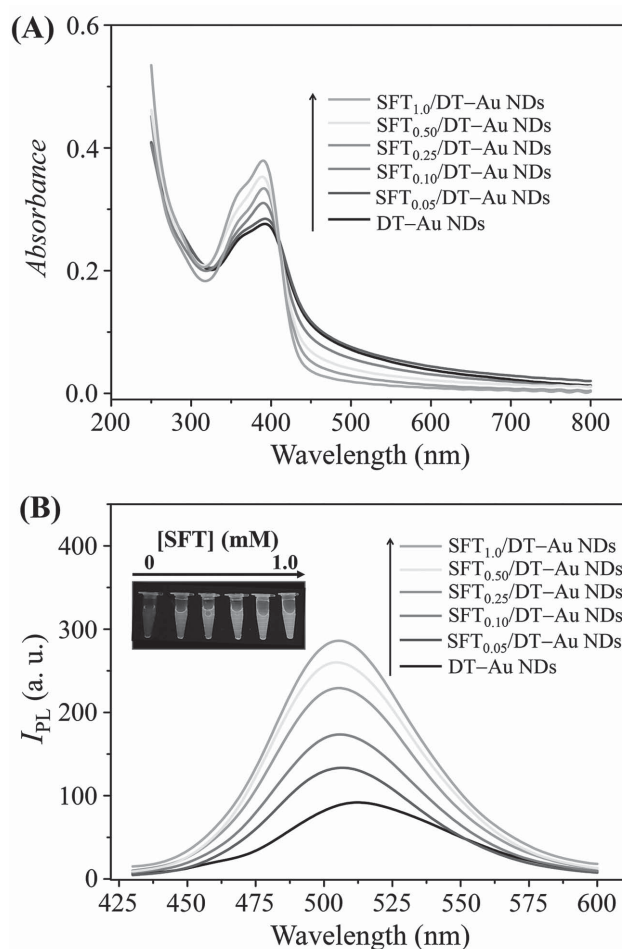 (A)
0.6
0.4
0.2
0.0
Absorbance
SFT1.0/DT–Au NDs
SFT0.50/DT–Au NDs
SFT0.25/DT–Au NDs
SFT0.10/DT–Au NDs
SFT0.05/DT–Au NDs
DT–Au NDs
200 300 400 500 600 700 800
Wavelength (nm)
(B)
400
300
200
100
0
IPL (a. u.)
[SFT] (mM)
0 1.0
SFT1.0/DT–Au NDs
SFT0.50/DT–Au NDs
SFT0.25/DT–Au NDs
SFT0.10/DT–Au NDs
SFT0.05/DT–Au NDs
DT–Au NDs
425 450 475 500 525 550 575 600
Wavelength (nm)